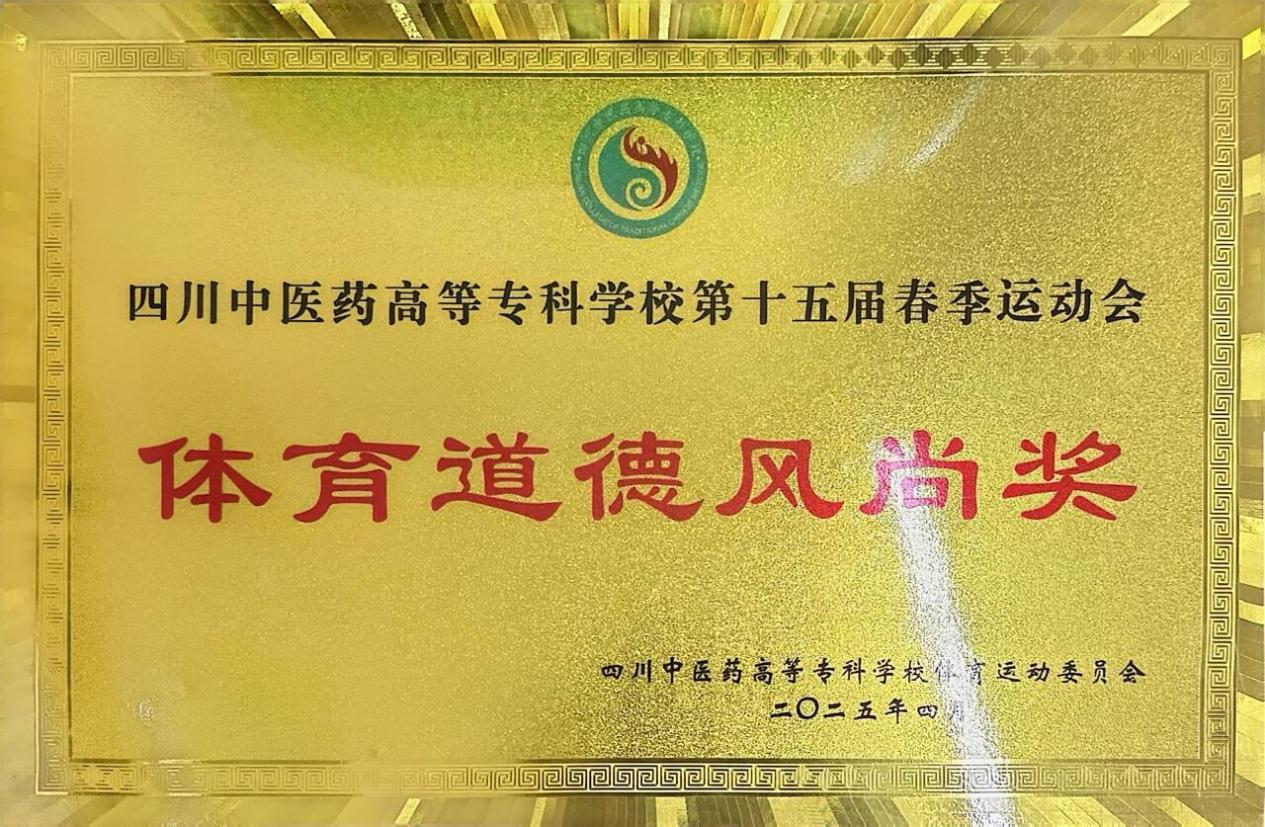 四川中医药高等专科学校第十五届春季运动会
体育道德风尚奖
四川中医药高等专科学校体育运动委员会
二〇二五年四月